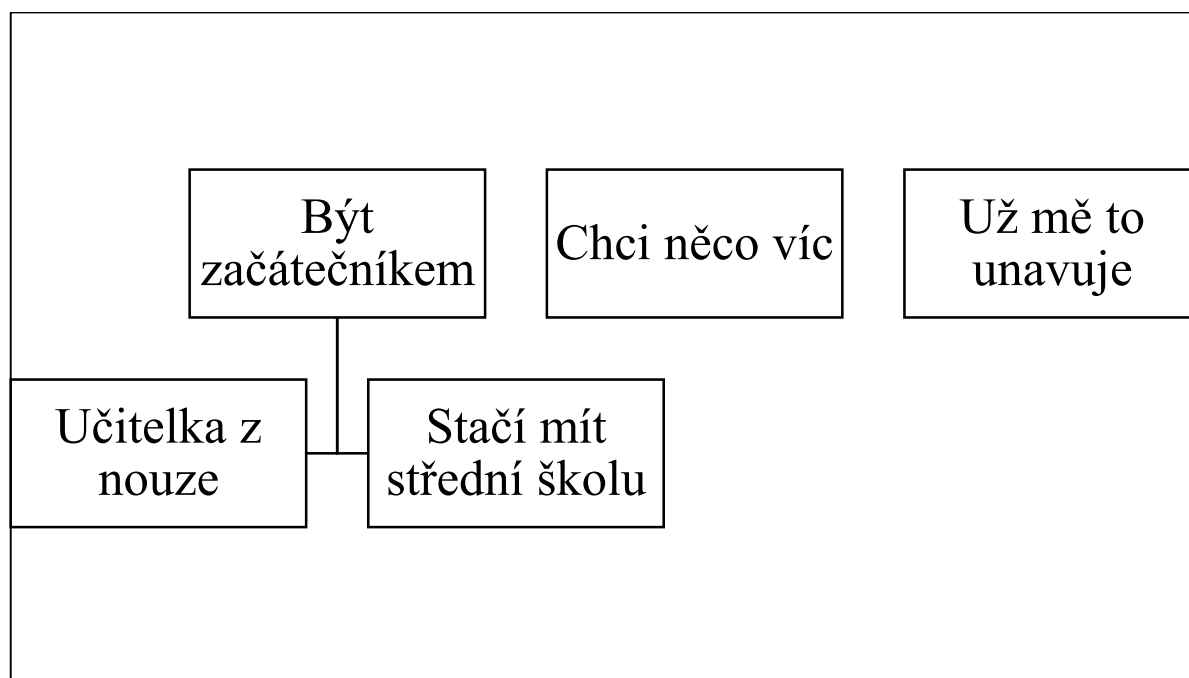 Být
začátečníkem
Chci něco víc
Už mě to
unavuje
Učitelka z
nouze
Stačí mít
střední školu